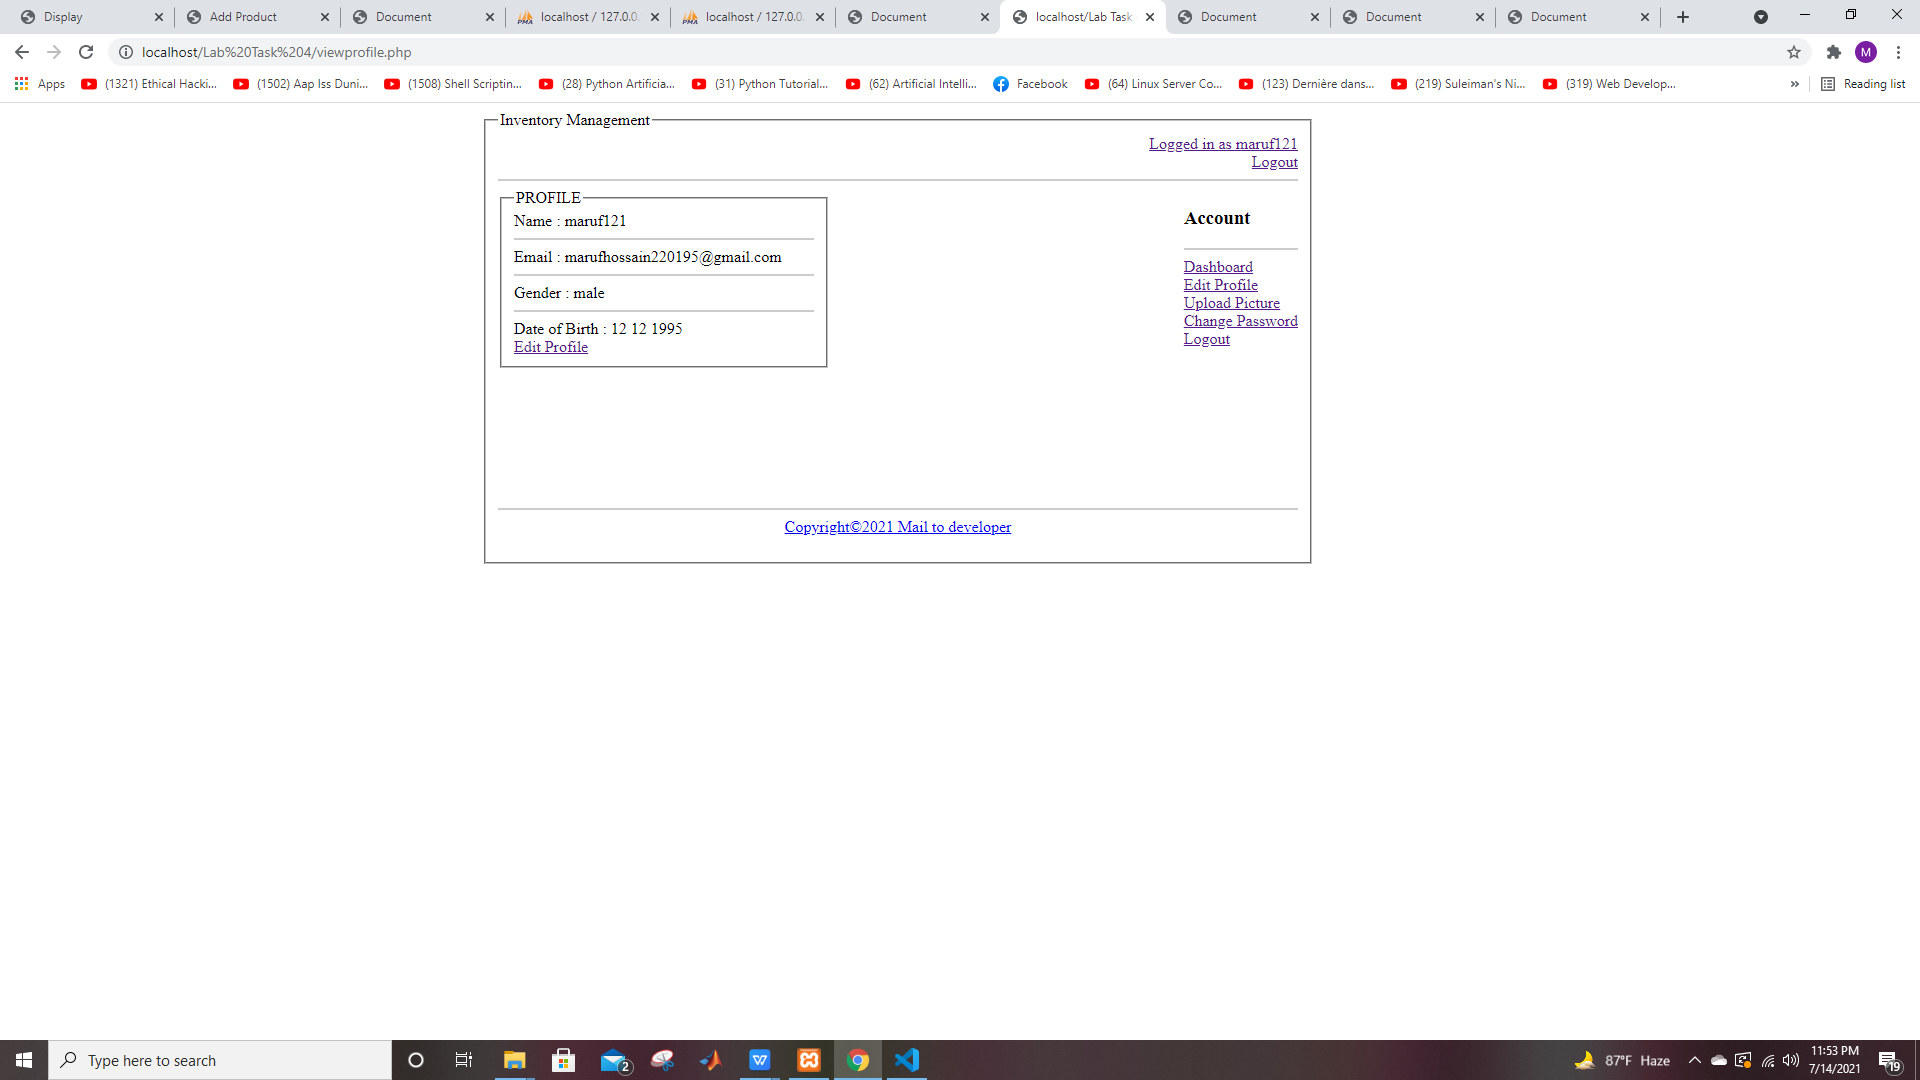 Display
Add Product
Document
localhost / 127.0.0.
localhost / 127.0.0.
Document
localhost/Lab Task
Document
Document
Document
localhost/Lab%20Task%204/viewprofile.php
M
Apps
(1321) Ethical Hacki...
(1502) Aap Iss Duni...
(1508) Shell Scriptin...
(28) Python Artificia...
(31) Python Tutorial...
(62) Artificial Intelli...
Facebook
(64) Linux Server Co...
(123) Dernière dans...
(219) Suleiman's Ni...
(319) Web Develop...
»
Reading list
Inventory Management
Logged in as maruf121
Logout
PROFILE
Name : maruf121
Email : marufhossain220195@gmail.com
Gender : male
Date of Birth : 12 12 1995
Edit Profile
Account
Dashboard
Edit Profile
Upload Picture
Change Password
Logout
Copyright©2021 Mail to developer
Type here to search
2
87°F Haze
11:53 PM
7/14/2021
19